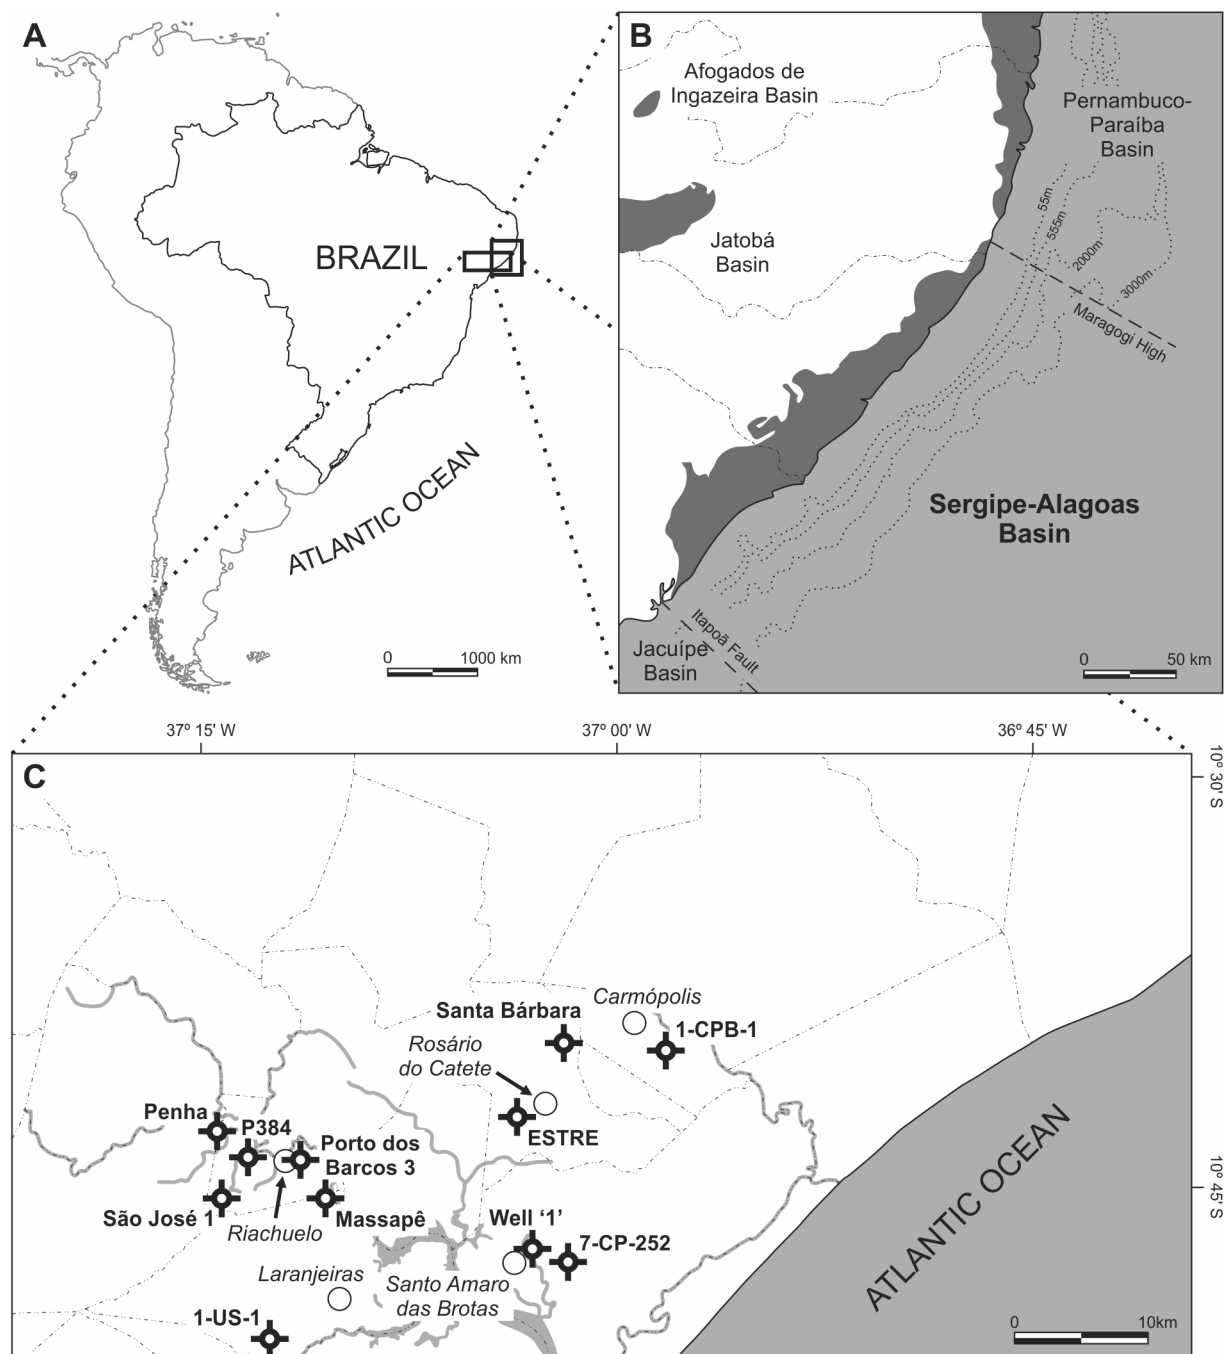 A
BRAZIL
ATLANTIC OCEAN
0 1000 km
B
Afogados de
Ingazeira Basin
Pernambuco-
Paraíba
Basin
Jatobá
Basin
55m
555m
2000m
3000m
Maragogi High
Sergipe-Alagoas
Basin
Itapoã Fault
Jacuípe
Basin
0 50 km
37º 15' W
37º 00' W
36º 45' W
10º 30' S
10º 45' S
C
Carmópolis
Santa Bárbara
1-CPB-1
Rosário
do Catete
ESTRE
Penha
P384
Porto dos
Barcos 3
São José 1
Riachuelo
Massapê
Well ‘1’
7-CP-252
Laranjeiras
Santo Amaro
das Brotas
1-US-1
ATLANTIC OCEAN
0 10km